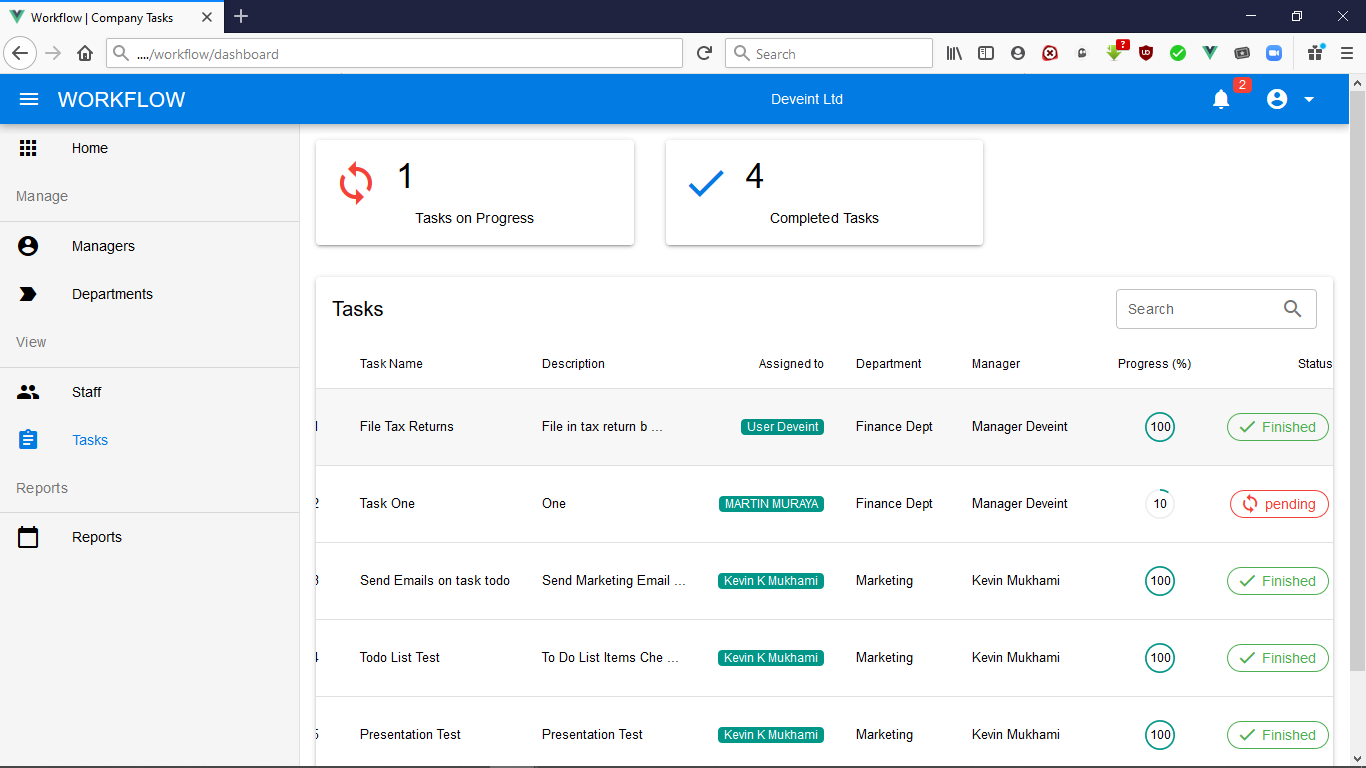 Workflow | Company Tasks
..../workflow/dashboard
Search
?
WORKFLOW
Deveint Ltd
2
Home
Manage
Managers
Departments
View
Staff
Tasks
Reports
Reports
1
Tasks on Progress
4
Completed Tasks
Tasks
Search
Task Name Description Assigned to Department Manager Progress (%) Status
1 File Tax Returns File in tax return b ... User Deveint Finance Dept Manager Deveint 100 Finished
2 Task One One MARTIN MURAYA Finance Dept Manager Deveint 10 pending
3 Send Emails on task todo Send Marketing Email ... Kevin K Mukhami Marketing Kevin Mukhami 100 Finished
4 Todo List Test To Do List Items Che ... Kevin K Mukhami Marketing Kevin Mukhami 100 Finished
5 Presentation Test Presentation Test Kevin K Mukhami Marketing Kevin Mukhami 100 Finished